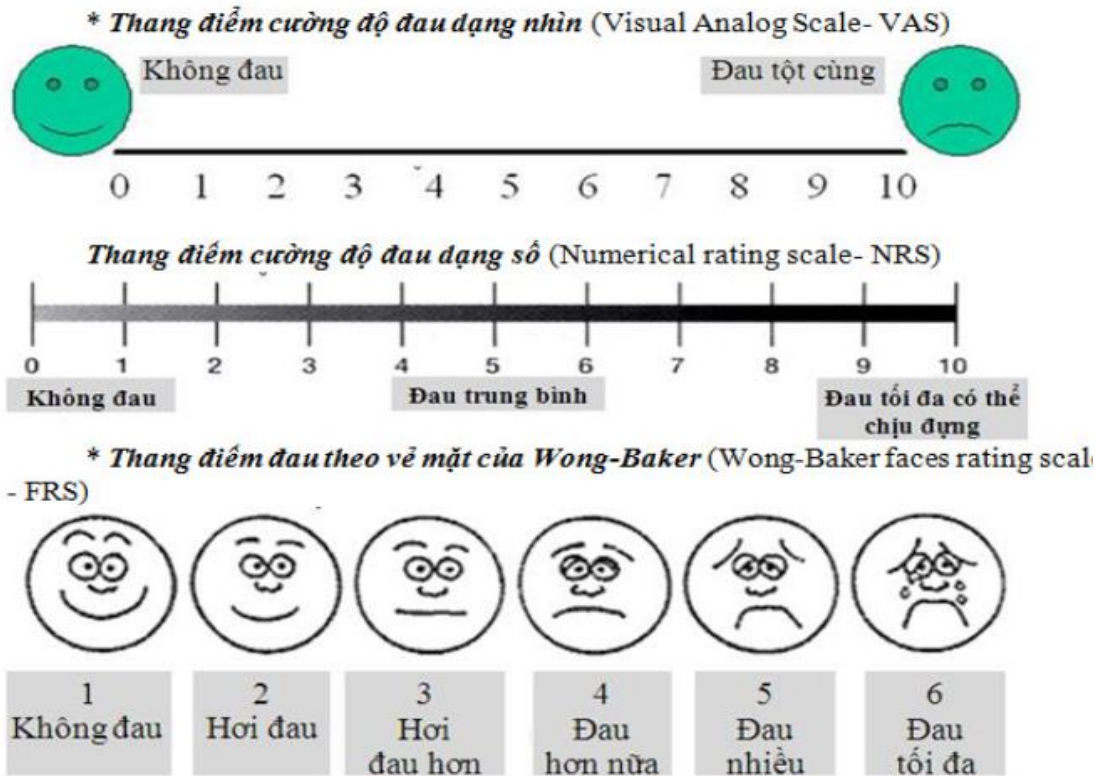 * Thang điểm cường độ đau dạng nhìn (Visual Analog Scale- VAS)
Không đau Đau tột cùng
0 1 2 3 4 5 6 7 8 9 10
Thang điểm cường độ đau dạng số (Numerical rating scale- NRS)
0 1 2 3 4 5 6 7 8 9 10
Không đau Đau trung bình Đau tối đa có thể
chịu đựng
* Thang điểm đau theo vẻ mặt của Wong-Baker (Wong-Baker faces rating scale
- FRS)
1 2 3 4 5 6
Không đau Hơi đau Hơi Đau Đau Đau
đau hơn hơn nữa nhiều tối đa